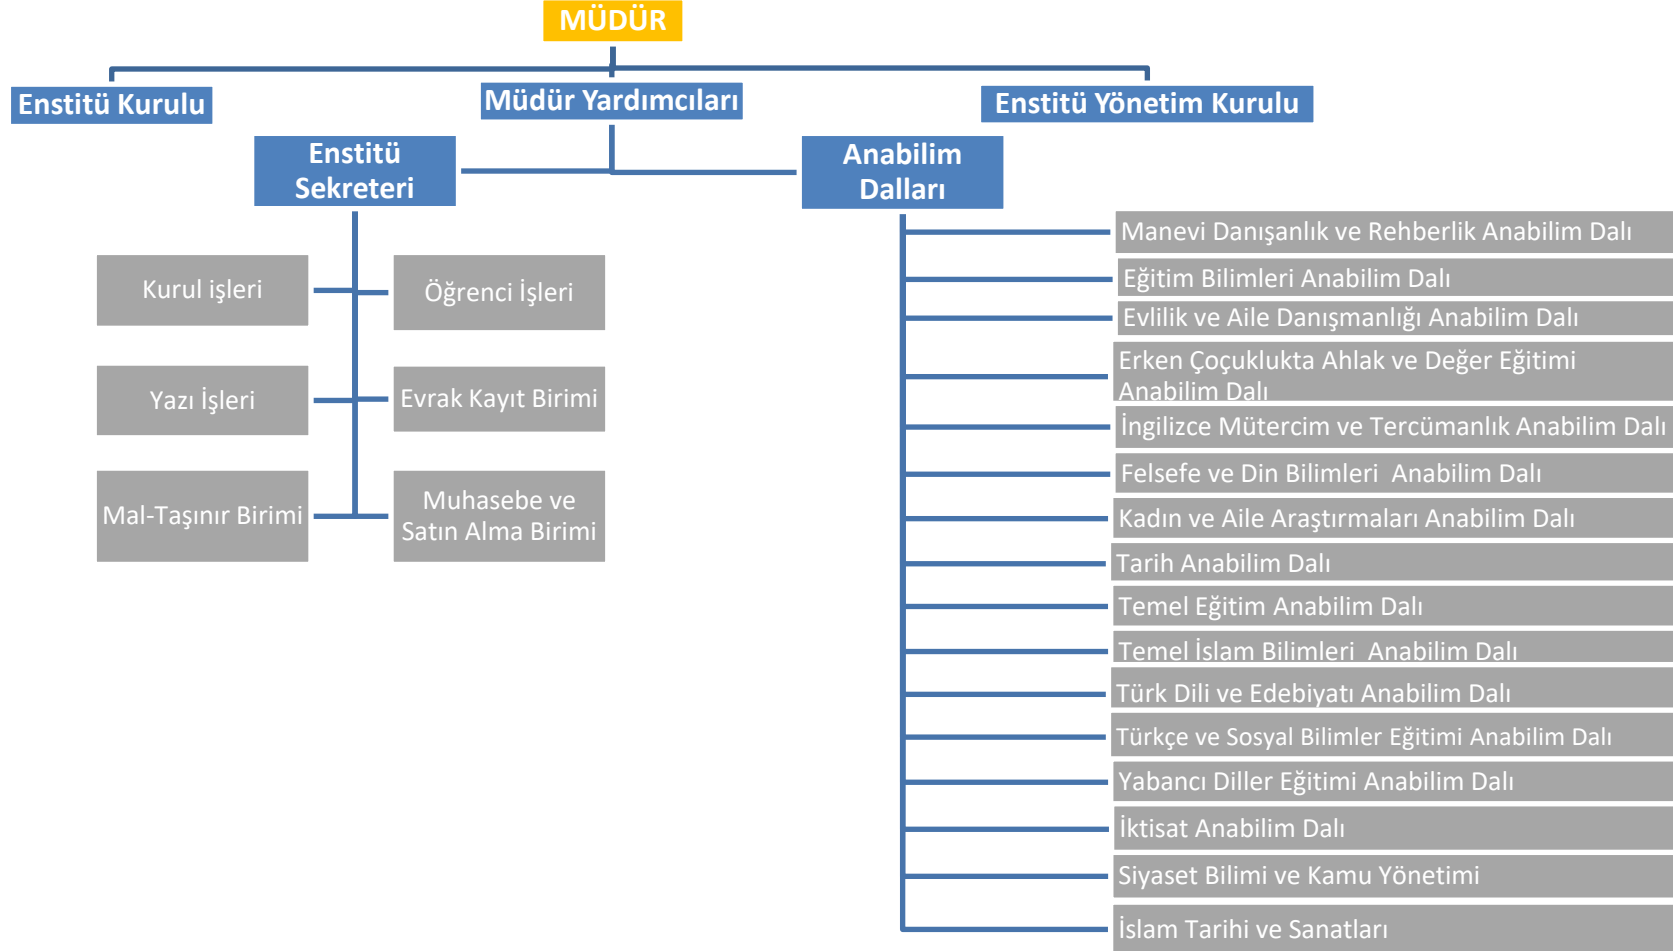 MÜDÜR
Enstitü Kurulu
Müdür Yardımcıları
Enstitü Yönetim Kurulu
Enstitü
Sekreteri
Anabilim
Dalları
Kurul işleri
Öğrenci İşleri
Yazı İşleri
Evrak Kayıt Birimi
Mal-Taşınır Birimi
Muhasebe ve
Satın Alma Birimi
Manevi Danışanlık ve Rehberlik Anabilim Dalı
Eğitim Bilimleri Anabilim Dalı
Evlilik ve Aile Danışmanlığı Anabilim Dalı
Erken Çoçuklukta Ahlak ve Değer Eğitimi
Anabilim Dalı
İngilizce Mütercim ve Tercümanlık Anabilim Dalı
Felsefe ve Din Bilimleri  Anabilim Dalı
Kadın ve Aile Araştırmaları Anabilim Dalı
Tarih Anabilim Dalı
Temel Eğitim Anabilim Dalı
Temel İslam Bilimleri  Anabilim Dalı
Türk Dili ve Edebiyatı Anabilim Dalı
Türkçe ve Sosyal Bilimler Eğitimi Anabilim Dalı
Yabancı Diller Eğitimi Anabilim Dalı
İktisat Anabilim Dalı
Siyaset Bilimi ve Kamu Yönetimi
İslam Tarihi ve Sanatları